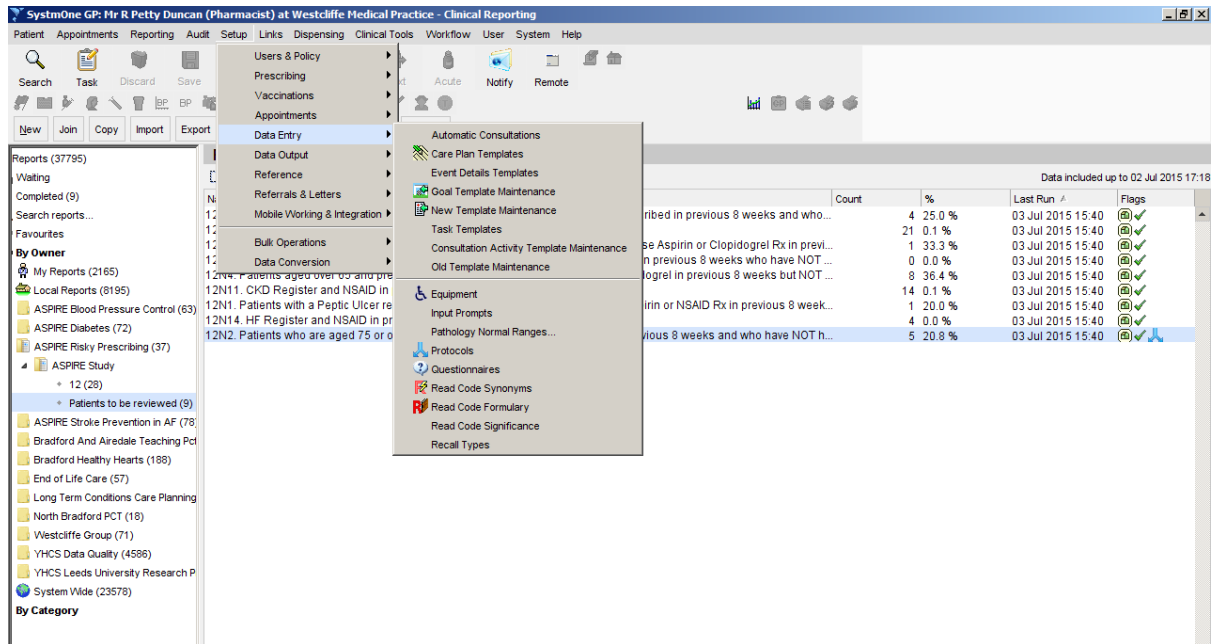 SystmOne GP: Mr R Petty Duncan (Pharmacist) at Westcliffe Medical Practice - Clinical Reporting
Patient Appointments Reporting Audit Setup Links Dispensing Clinical Tools Workflow User System Help
Search Task Discard Save Acute Notify Remote
BP BP
New Join Copy Import Export
Users & Policy
Prescribing
Vaccinations
Appointments
Data Entry
Data Output
Reference
Referrals & Letters
Mobile Working & Integration
Bulk Operations
Data Conversion
Automatic Consultations
Care Plan Templates
Event Details Templates
Goal Template Maintenance
New Template Maintenance
Task Templates
Consultation Activity Template Maintenance
Old Template Maintenance
Equipment
Input Prompts
Pathology Normal Ranges...
Protocols
Questionnaires
Read Code Synonyms
Read Code Formulary
Read Code Significance
Recall Types
Reports (37795)
Waiting
Completed (9)
Search reports...
Favourites
By Owner
My Reports (2165)
Local Reports (8195)
ASPIRE Blood Pressure Control (63)
ASPIRE Diabetes (72)
ASPIRE Risky Prescribing (37)
ASPIRE Study
12 (28)
Patients to be reviewed (9)
ASPIRE Stroke Prevention in AF (78)
Bradford And Airedale Teaching Pct
Bradford Healthy Hearts (188)
End of Life Care (57)
Long Term Conditions Care Planning
North Bradford PCT (18)
Westcliffe Group (71)
YHCS Data Quality (4586)
YHCS Leeds University Research P
System Wide (23578)
By Category
Data included up to 02 Jul 2015 17:18
Count % Last Run Flags
12 ribed in previous 8 weeks and who... 4 25.0 % 03 Jul 2015 15:40
12 21 0.1 % 03 Jul 2015 15:40
12 se Aspirin or Clopidogrel Rx in previ... 1 33.3 % 03 Jul 2015 15:40
12 n previous 8 weeks who have NOT ... 0 0.0 % 03 Jul 2015 15:40
12N4. Patients aged over 65 and pre logrel in previous 8 weeks but NOT ... 8 36.4 % 03 Jul 2015 15:40
12N11. CKD Register and NSAID in 14 0.1 % 03 Jul 2015 15:40
12N1. Patients with a Peptic Ulcer re irin or NSAID Rx in previous 8 week... 1 20.0 % 03 Jul 2015 15:40
12N14. HF Register and NSAID in pr 4 0.0 % 03 Jul 2015 15:40
12N2. Patients who are aged 75 or o vious 8 weeks and who have NOT h... 5 20.8 % 03 Jul 2015 15:40